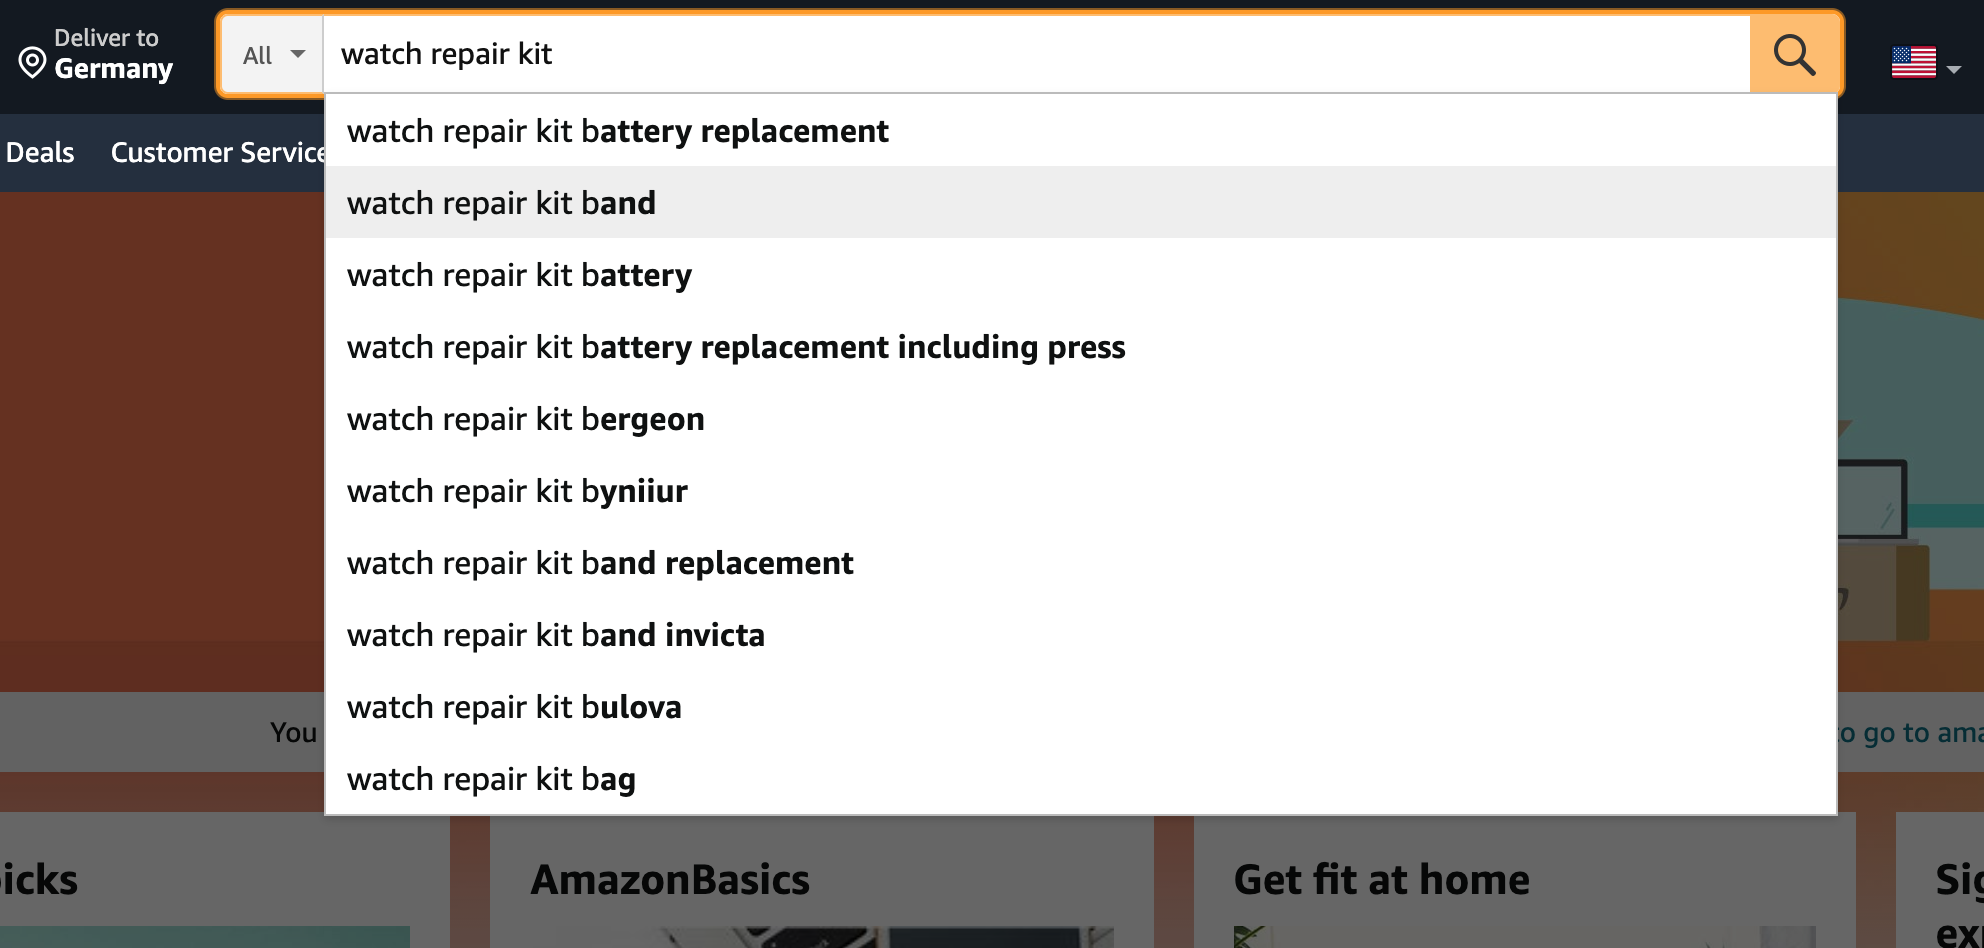 Deliver to
Germany
All
watch repair kit
Deals
Customer Service
watch repair kit battery replacement
watch repair kit band
watch repair kit battery
watch repair kit battery replacement including press
watch repair kit bergeon
watch repair kit byniiur
watch repair kit band replacement
watch repair kit band invicta
watch repair kit bulova
watch repair kit bag
You
to go to ama
icks
AmazonBasics
Get fit at home
Sig
ex